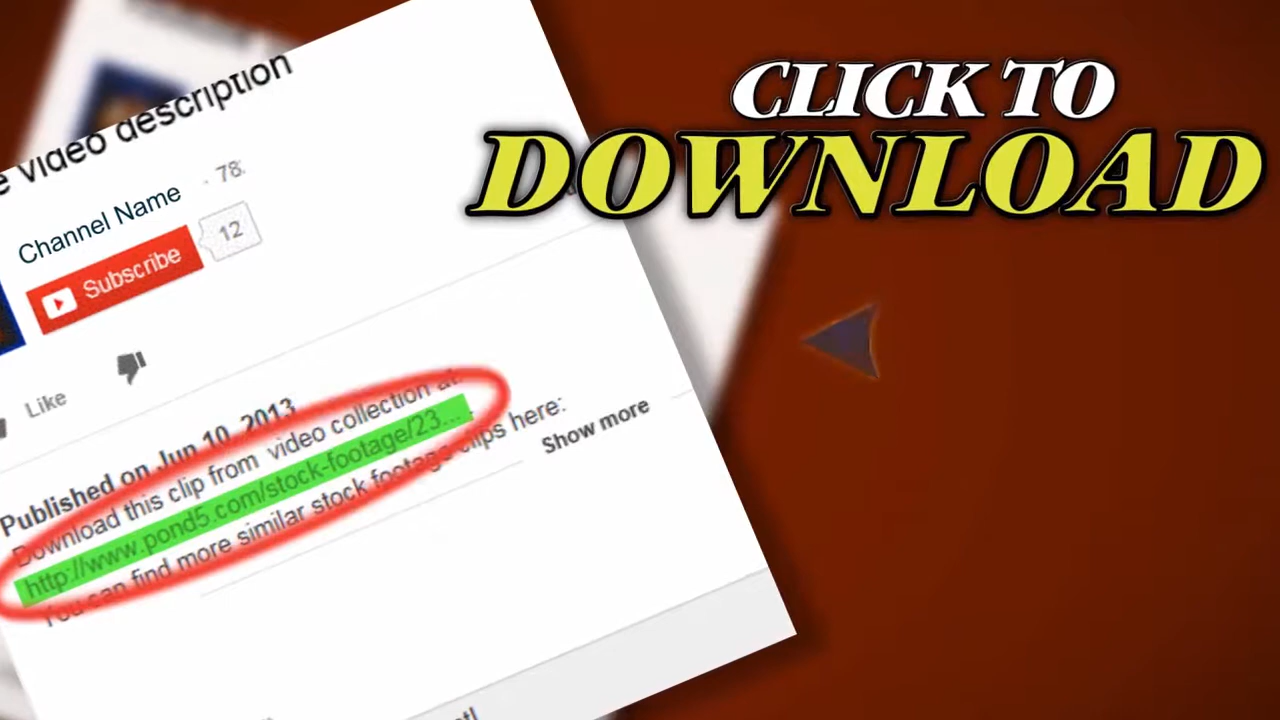 CLICK TO
DOWNLOAD
video description
Channel Name
78
Subscribe
12
Like
Published on Jun 10, 2013
Download this clip from video collection at
http://www.pond5.com/stock-footage/23...
You can find more similar stock footage clips here:
Show more